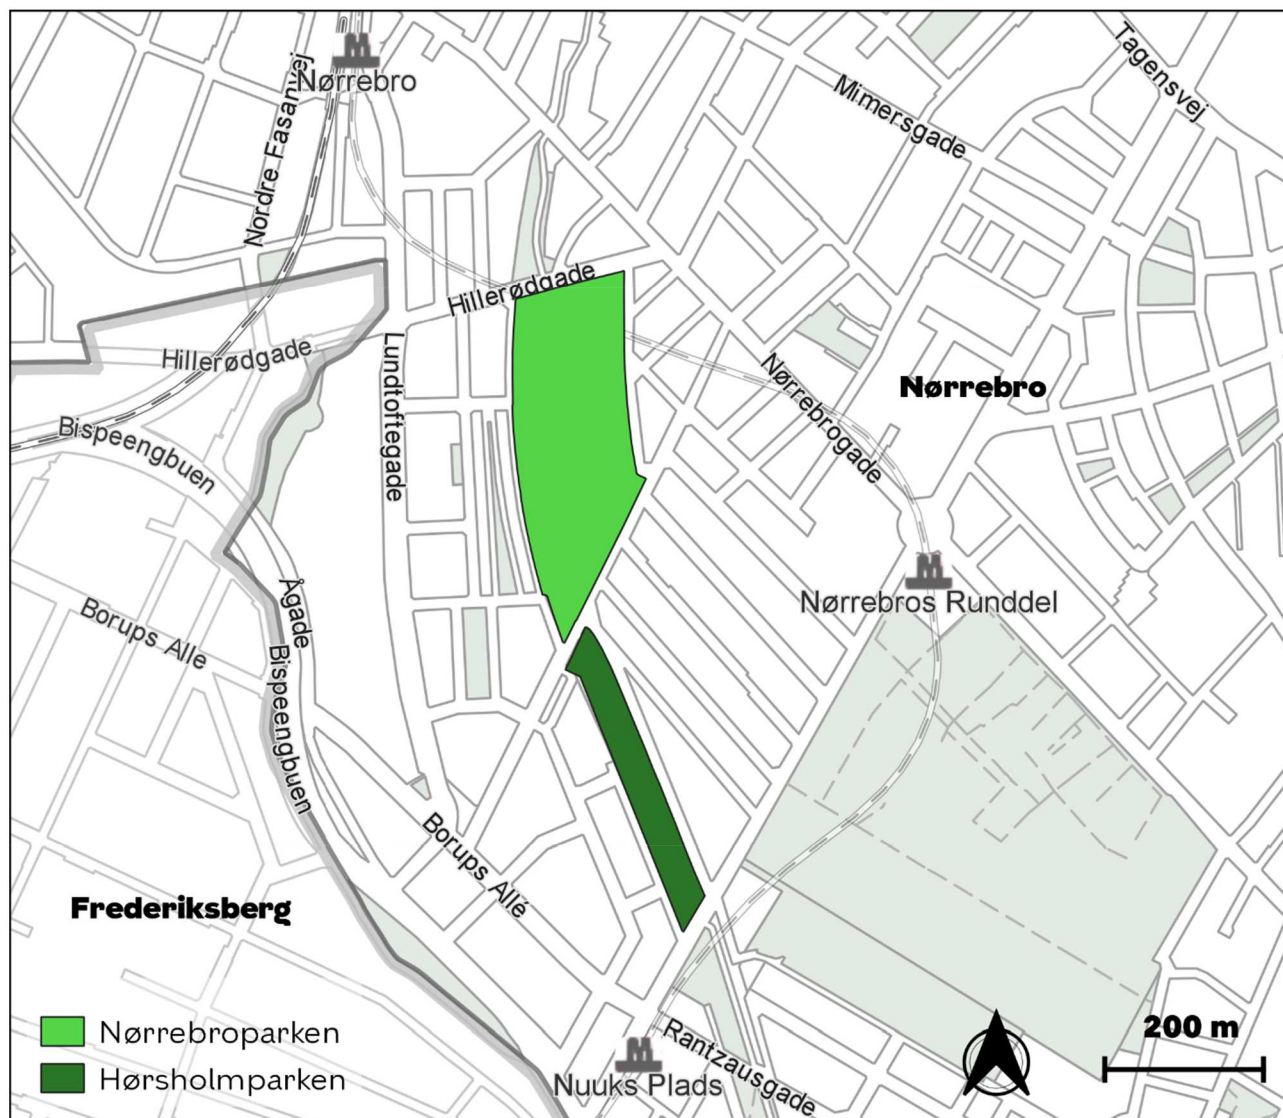 M
Nørrebro
Nordre Fasanvej
Mimersgade
Tagensvej
Hillerødgade
Hillerødgade
Lundtoftegade
Nørrebrogade
Nørrebro
Bispeengbuen
M
Nørrebros Runddel
Ågade
Borups Alle
Bispeengbuen
Borups Allé
Frederiksberg
Nørrebroparken
Hørsholmparken
M
Nuuks Plads
Rantzausgade
200 m